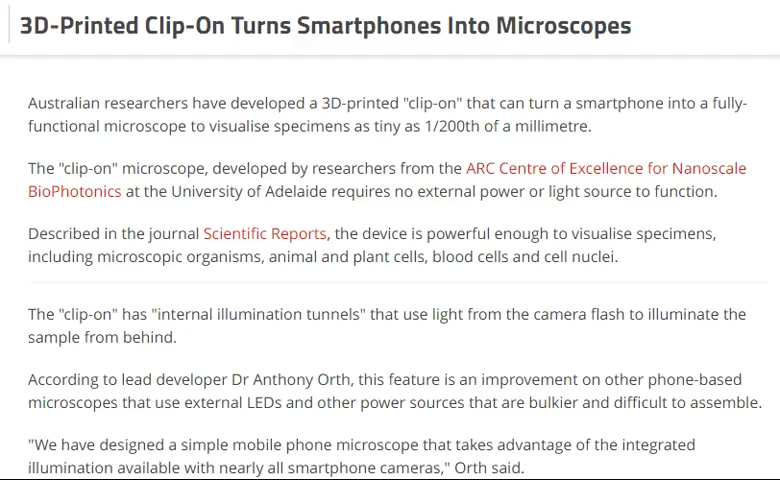 3D-Printed Clip-On Turns Smartphones Into Microscopes
Australian researchers have developed a 3D-printed "clip-on" that can turn a smartphone into a fully-
functional microscope to visualise specimens as tiny as 1/200th of a millimetre.
The "clip-on" microscope, developed by researchers from the ARC Centre of Excellence for Nanoscale
BioPhotonics at the University of Adelaide requires no external power or light source to function.
Described in the journal Scientific Reports, the device is powerful enough to visualise specimens,
including microscopic organisms, animal and plant cells, blood cells and cell nuclei.
The "clip-on" has "internal illumination tunnels" that use light from the camera flash to illuminate the
sample from behind.
According to lead developer Dr Anthony Orth, this feature is an improvement on other phone-based
microscopes that use external LEDs and other power sources that are bulkier and difficult to assemble.
"We have designed a simple mobile phone microscope that takes advantage of the integrated
illumination available with nearly all smartphone cameras," Orth said.